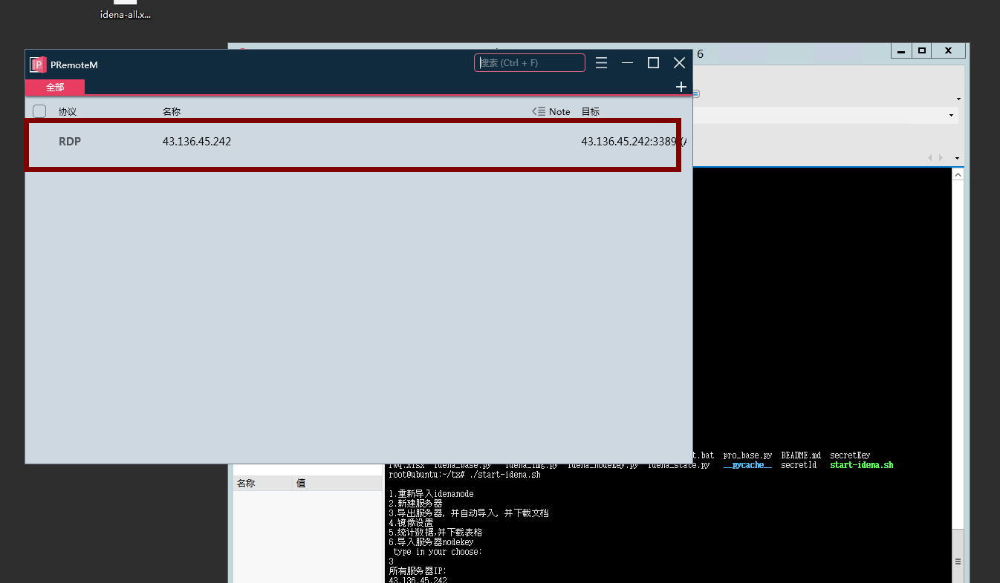 idena-all.x...
6
PRemoteM
搜索 (Ctrl + F)
全部
协议 名称 Note 目标
RDP 43.136.45.242 43.136.45.242:3389 (A
t.bat pro_base.py README.md secretKey
rwq.xlsx idena_base.py idena_img.py idena_nodekey.py idena_state.py __pycache__ secretId start-idena.sh
root@ubuntu:~/tx# ./start-idena.sh
名称 值
1.重新导入idenanode
2.新建服务器
3.导出服务器, 并自动导入, 并下载文档
4.镜像设置
5.统计数据,并下载表格
6.导入服务器nodekey
type in your choose:
3
所有服务器IP:
43.136.45.242